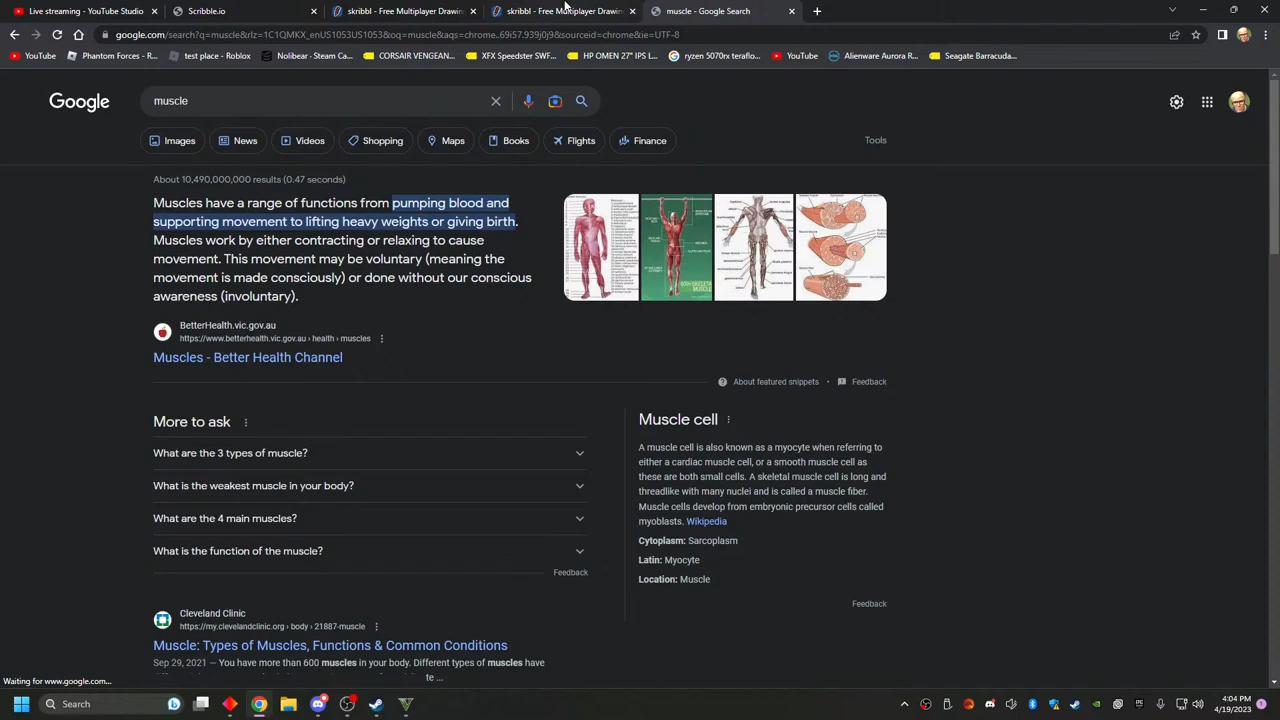 Live streaming - YouTube Studio
Scribble.io
skribbl - Free Multiplayer Drawin
skribbl - Free Multiplayer Drawin
muscle - Google Search
google.com/search?q=muscle&rlz=1C1QMKX_enUS1053US1053&oq=muscle&aqs=chrome..69i57.939j0j9&sourceid=chrome&ie=UTF-8
YouTube
Phantom Forces - R...
test place - Roblox
Nolibear - Steam Co...
CORSAIR VENGEAN...
XFX Speedster SWF...
HP OMEN 27" IPS L...
ryzen 5070rx teraflo...
YouTube
Alienware Aurora R...
Seagate Barracuda...
Google
muscle
Images
News
Videos
Shopping
Maps
Books
Flights
Finance
Tools
About 10,490,000,000 results (0.47 seconds)
Muscles have a range of functions from pumping blood and
supporting movement to lifting heavy weights or giving birth.
Muscles work by either contracting or relaxing to cause
movement. This movement may be voluntary (meaning the
movement is made consciously) or done without our conscious
awareness (involuntary).
BetterHealth.vic.gov.au
https://www.betterhealth.vic.gov.au › health › muscles
Muscles - Better Health Channel
About featured snippets
Feedback
More to ask
What are the 3 types of muscle?
What is the weakest muscle in your body?
What are the 4 main muscles?
What is the function of the muscle?
Feedback
Muscle cell
A muscle cell is also known as a myocyte when referring to
either a cardiac muscle cell, or a smooth muscle cell as
these are both small cells. A skeletal muscle cell is long and
threadlike with many nuclei and is called a muscle fiber.
Muscle cells develop from embryonic precursor cells called
myoblasts. Wikipedia
Cytoplasm: Sarcoplasm
Latin: Myocyte
Location: Muscle
Feedback
Cleveland Clinic
https://my.clevelandclinic.org › body › 21887-muscle
Muscle: Types of Muscles, Functions & Common Conditions
Sep 29, 2021 — You have more than 600 muscles in your body. Different types of muscles have
te ...
Waiting for www.google.com...
Search
4:04 PM
4/19/2023
1